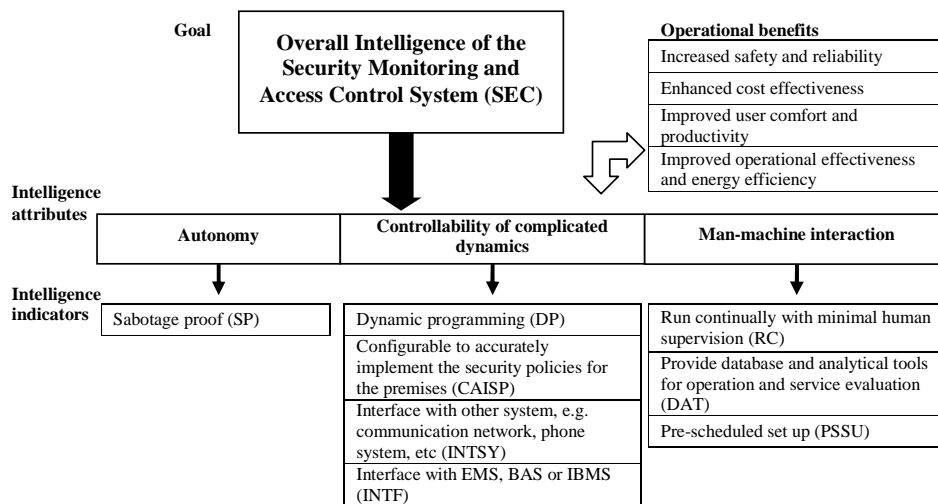 Goal
Overall Intelligence of the
Security Monitoring and
Access Control System (SEC)
Operational benefits
Increased safety and reliability
Enhanced cost effectiveness
Improved user comfort and
productivity
Improved operational effectiveness
and energy efficiency
Intelligence
attributes
Autonomy
Controllability of complicated
dynamics
Man-machine interaction
Intelligence
indicators
Sabotage proof (SP)
Dynamic programming (DP)
Configurable to accurately
implement the security policies for
the premises (CAISP)
Interface with other system, e.g.
communication network, phone
system, etc (INTSY)
Interface with EMS, BAS or IBMS
(INTF)
Run continually with minimal human
supervision (RC)
Provide database and analytical tools
for operation and service evaluation
(DAT)
Pre-scheduled set up (PSSU)